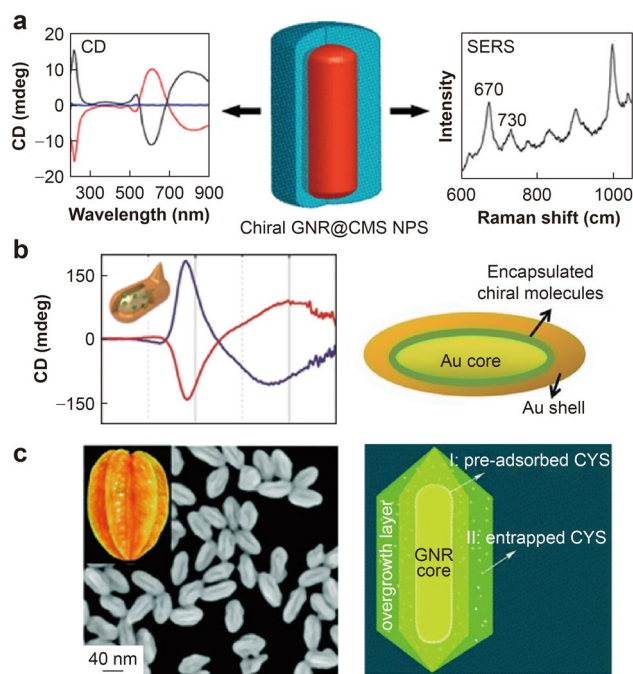 a
20
10
0
−10
−20
CD (mdeg)
CD
300
500
700
900
Wavelength (nm)
Chiral GNR@CMS NPS
SERS
Intensity
670
730
600
800
1000
Raman shift (cm)
b
150
0
−150
CD (mdeg)
Encapsulated
chiral molecules
Au core
Au shell
c
40 nm
I: pre-adsorbed CYS
II: entrapped CYS
GNR
core
overgrowth layer